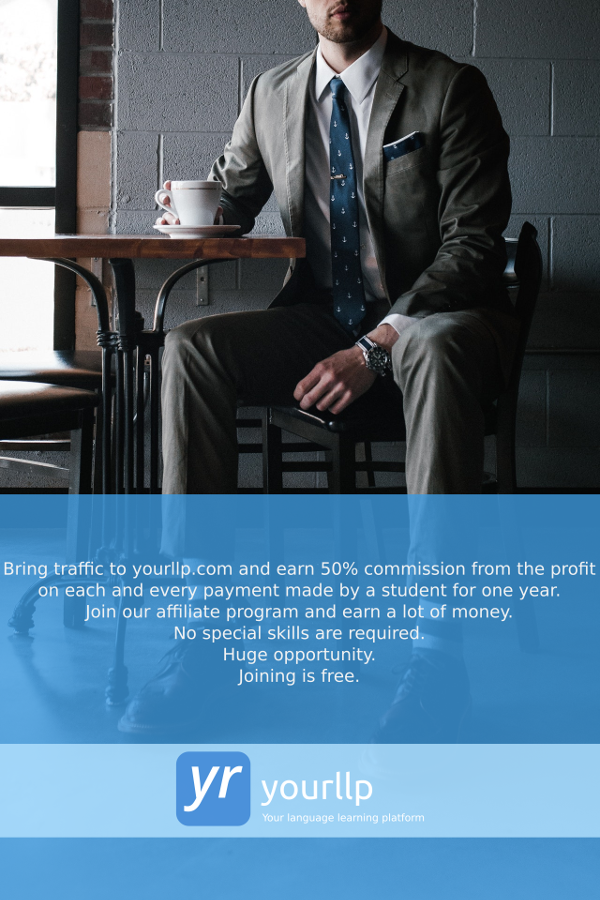 Bring traffic to yourllp.com and earn 50% commission from the profit
on each and every payment made by a student for one year.
Join our affiliate program and earn a lot of money.
No special skills are required.
Huge opportunity.
Joining is free.
yr yourllp
Your language learning platform